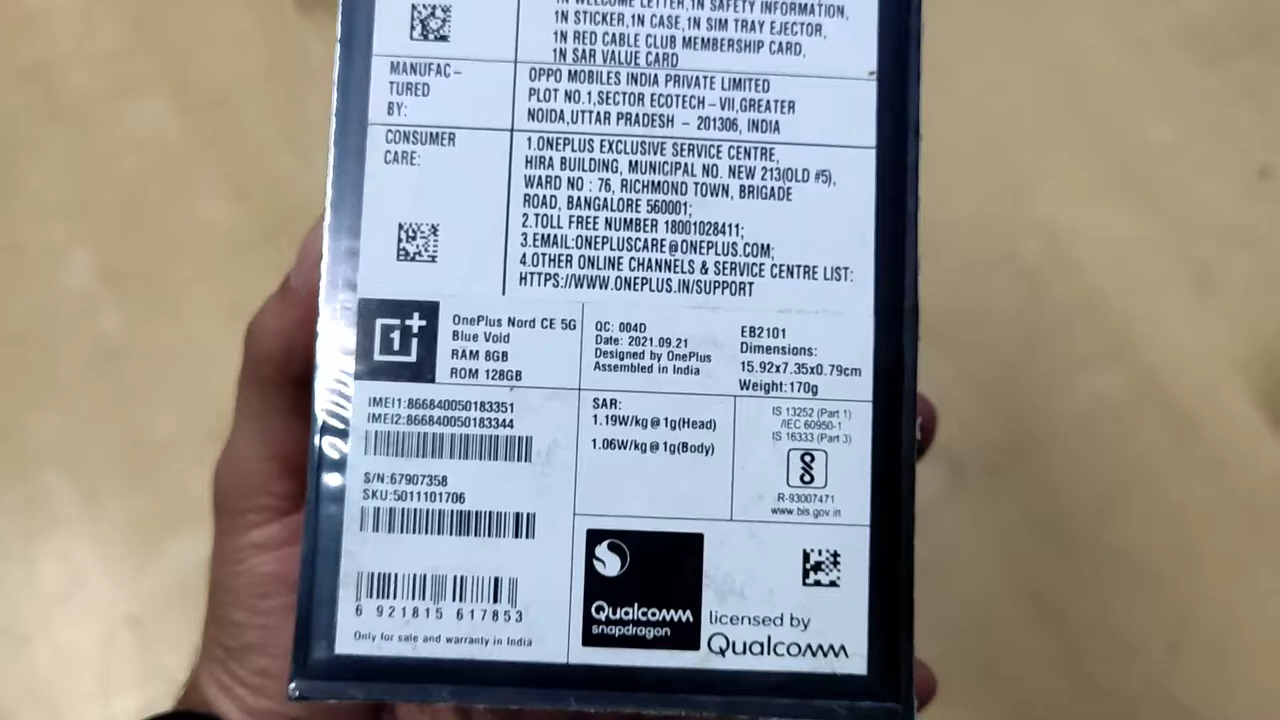 1N WELCOME LETTER,1N SAFETY INFORMATION,
1N STICKER,1N CASE,1N SIM TRAY EJECTOR,
1N RED CABLE CLUB MEMBERSHIP CARD,
1N SAR VALUE CARD
MANUFAC-
TURED
BY:
OPPO MOBILES INDIA PRIVATE LIMITED
PLOT NO.1,SECTOR ECOTECH-VII,GREATER
NOIDA,UTTAR PRADESH - 201306, INDIA
CONSUMER
CARE:
1.ONEPLUS EXCLUSIVE SERVICE CENTRE,
HIRA BUILDING, MUNICIPAL NO. NEW 213(OLD #5),
WARD NO : 76, RICHMOND TOWN, BRIGADE
ROAD, BANGALORE 560001;
2.TOLL FREE NUMBER 18001028411;
3.EMAIL:ONEPLUSCARE@ONEPLUS.COM;
4.OTHER ONLINE CHANNELS & SERVICE CENTRE LIST:
HTTPS://WWW.ONEPLUS.IN/SUPPORT
1+
OnePlus Nord CE 5G
Blue Void
RAM 8GB
ROM 128GB
QC: 004D
Date: 2021.09.21
Designed by OnePlus
Assembled in India
EB2101
Dimensions:
15.92x7.35x0.79cm
Weight:170g
IMEI1:866840050183351
IMEI2:866840050183344
S/N:67907358
SKU:5011101706
6 921815 617853
Only for sale and warranty in India
SAR:
1.19W/kg@1g(Head)
1.06W/kg@1g(Body)
IS 13252 (Part 1)
/IEC 60950-1
IS 16333 (Part 3)
R-93007471
www.bis.gov.in
Qualcomm
snapdragon
licensed by
Qualcomm